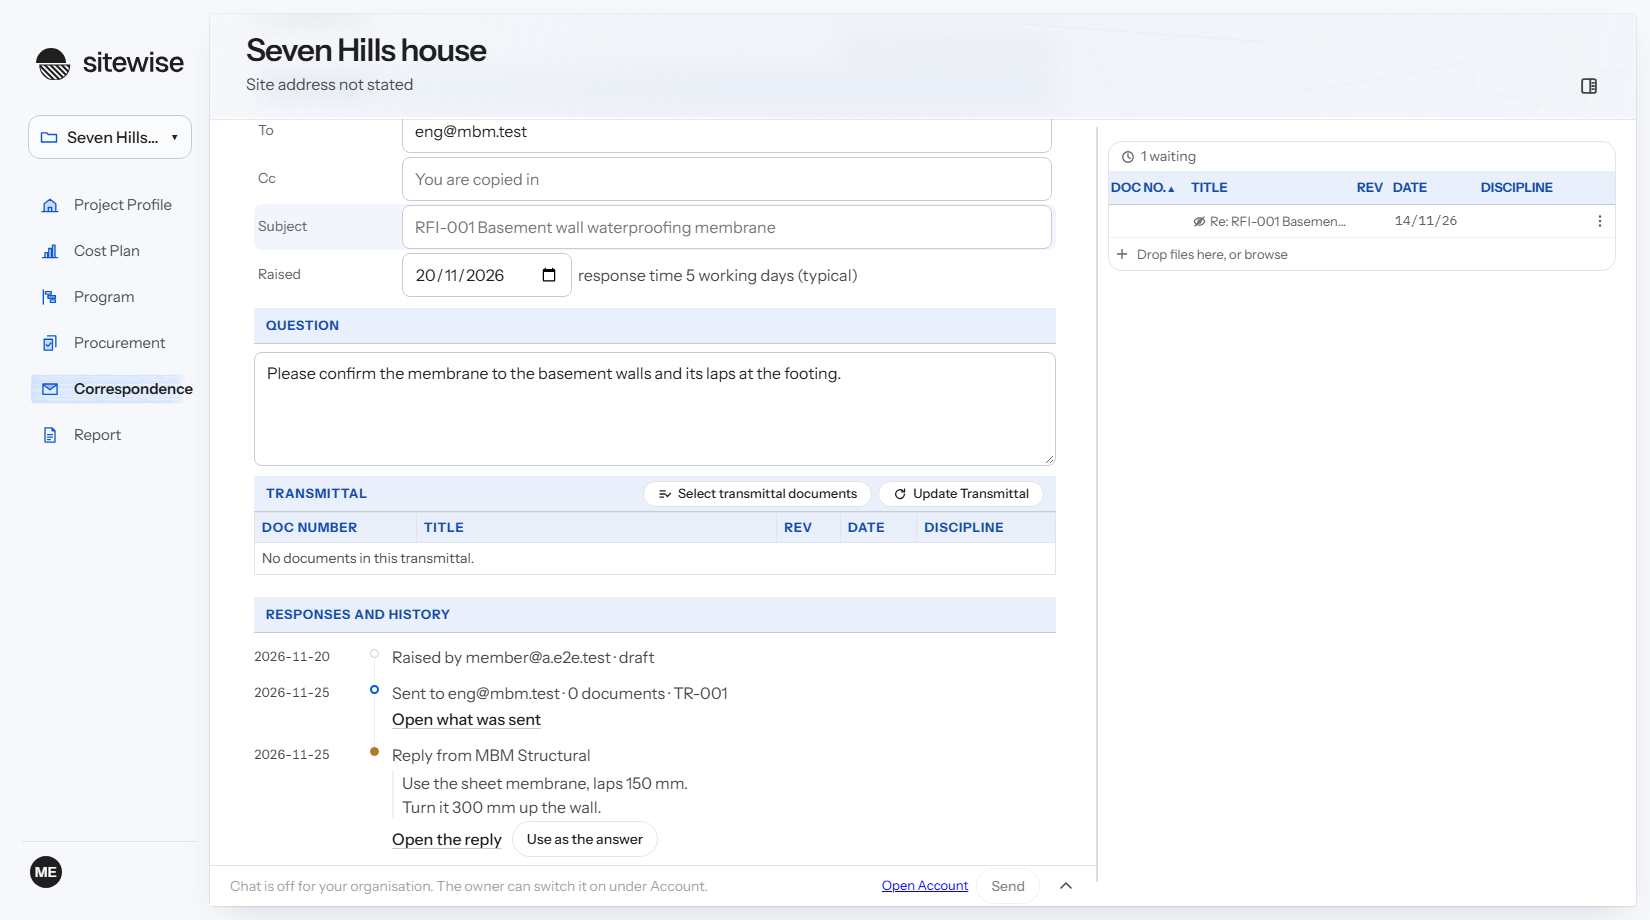 sitewise
Seven Hills...
Project Profile
Cost Plan
Program
Procurement
Correspondence
Report
ME
Seven Hills house
Site address not stated
To
eng@mbm.test
Cc
You are copied in
Subject
RFI-001 Basement wall waterproofing membrane
Raised
20/11/2026
response time 5 working days (typical)
QUESTION
Please confirm the membrane to the basement walls and its laps at the footing.
TRANSMITTAL
Select transmittal documents
Update Transmittal
DOC NUMBER TITLE REV DATE DISCIPLINE
No documents in this transmittal.
RESPONSES AND HISTORY
2026-11-20 Raised by member@a.e2e.test · draft
2026-11-25 Sent to eng@mbm.test · 0 documents · TR-001
Open what was sent
2026-11-25 Reply from MBM Structural
Use the sheet membrane, laps 150 mm.
Turn it 300 mm up the wall.
Open the reply Use as the answer
Chat is off for your organisation. The owner can switch it on under Account.
Open Account Send
1 waiting
DOC NO. TITLE REV DATE DISCIPLINE
Re: RFI-001 Basemen... 14/11/26
Drop files here, or browse